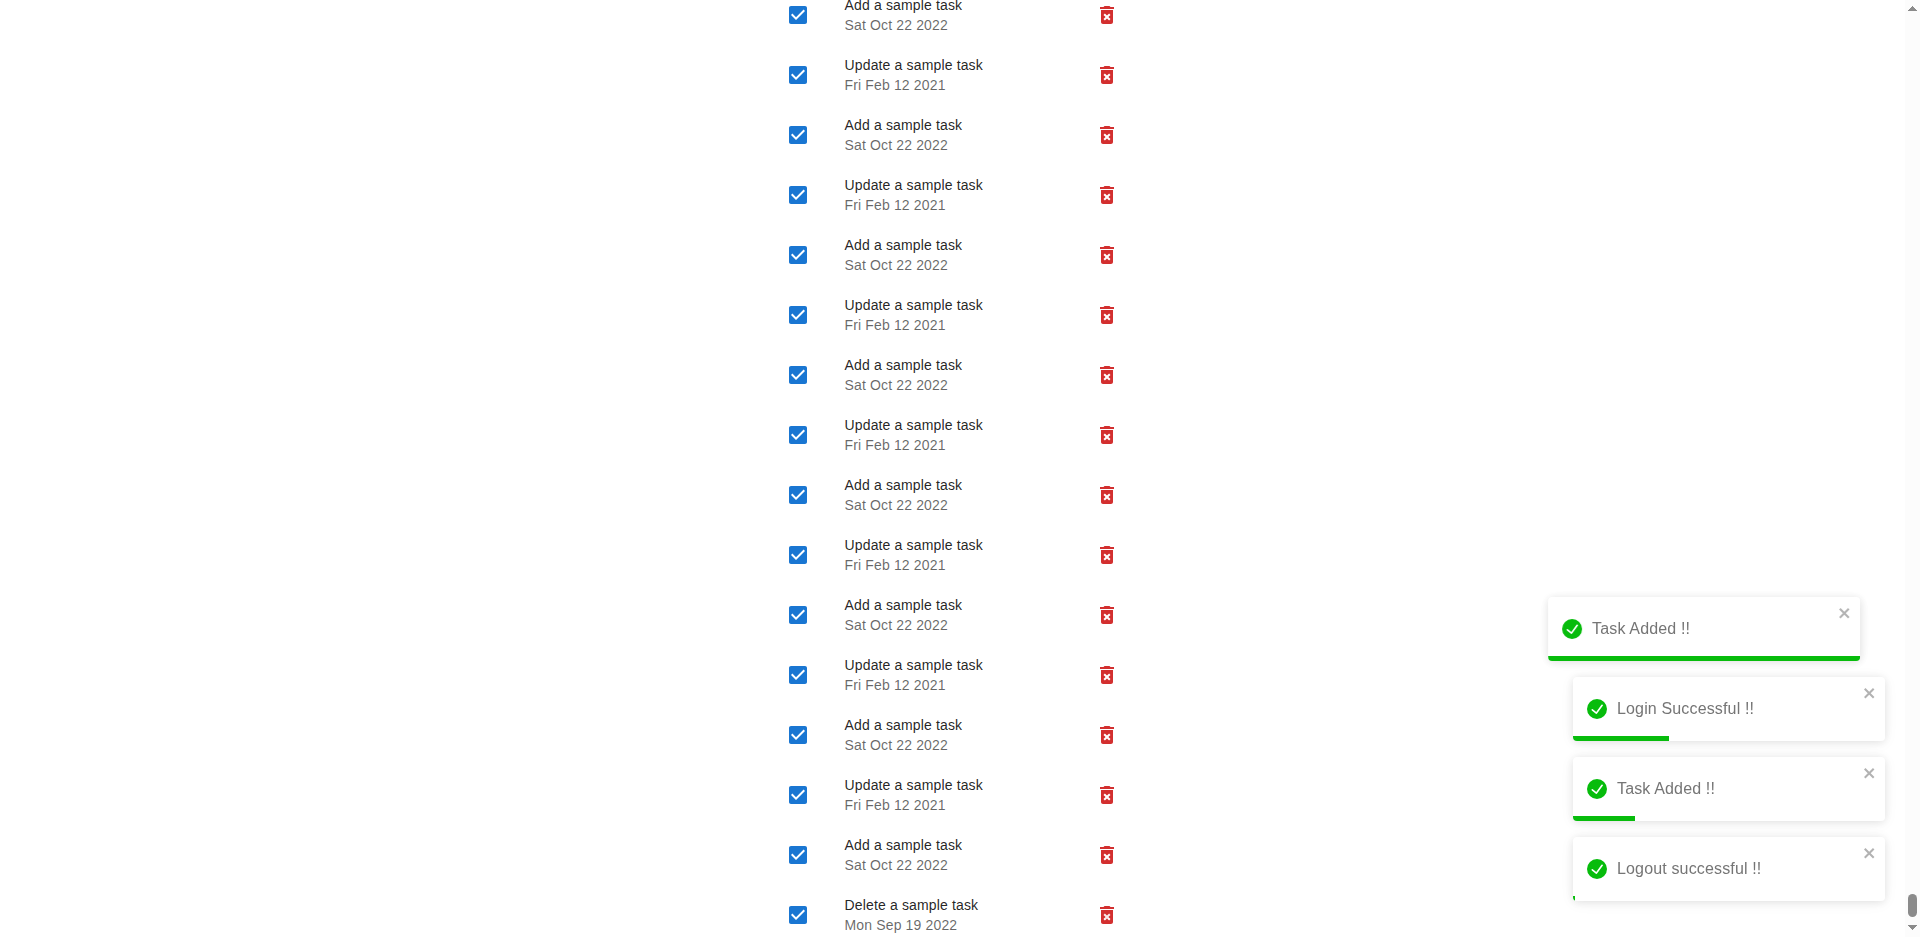 Add a sample task
Sat Oct 22 2022
Update a sample task
Fri Feb 12 2021
Add a sample task
Sat Oct 22 2022
Update a sample task
Fri Feb 12 2021
Add a sample task
Sat Oct 22 2022
Update a sample task
Fri Feb 12 2021
Add a sample task
Sat Oct 22 2022
Update a sample task
Fri Feb 12 2021
Add a sample task
Sat Oct 22 2022
Update a sample task
Fri Feb 12 2021
Add a sample task
Sat Oct 22 2022
Update a sample task
Fri Feb 12 2021
Add a sample task
Sat Oct 22 2022
Update a sample task
Fri Feb 12 2021
Add a sample task
Sat Oct 22 2022
Delete a sample task
Mon Sep 19 2022
Task Added !!
Login Successful !!
Task Added !!
Logout successful !!